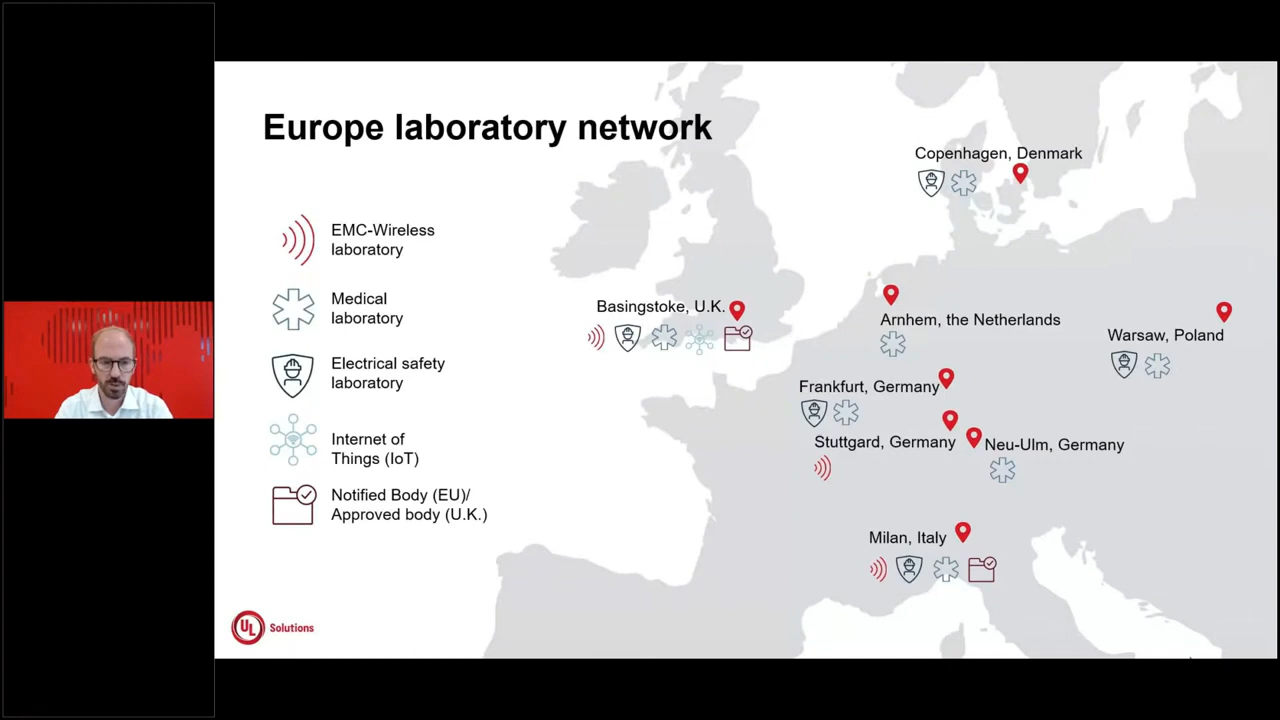 Europe laboratory network
EMC-Wireless
laboratory
Medical
laboratory
Electrical safety
laboratory
Internet of
Things (IoT)
Notified Body (EU)/
Approved body (U.K.)
Copenhagen, Denmark
Basingstoke, U.K.
Arnhem, the Netherlands
Warsaw, Poland
Frankfurt, Germany
Stuttgard, Germany
Neu-Ulm, Germany
Milan, Italy
UL Solutions